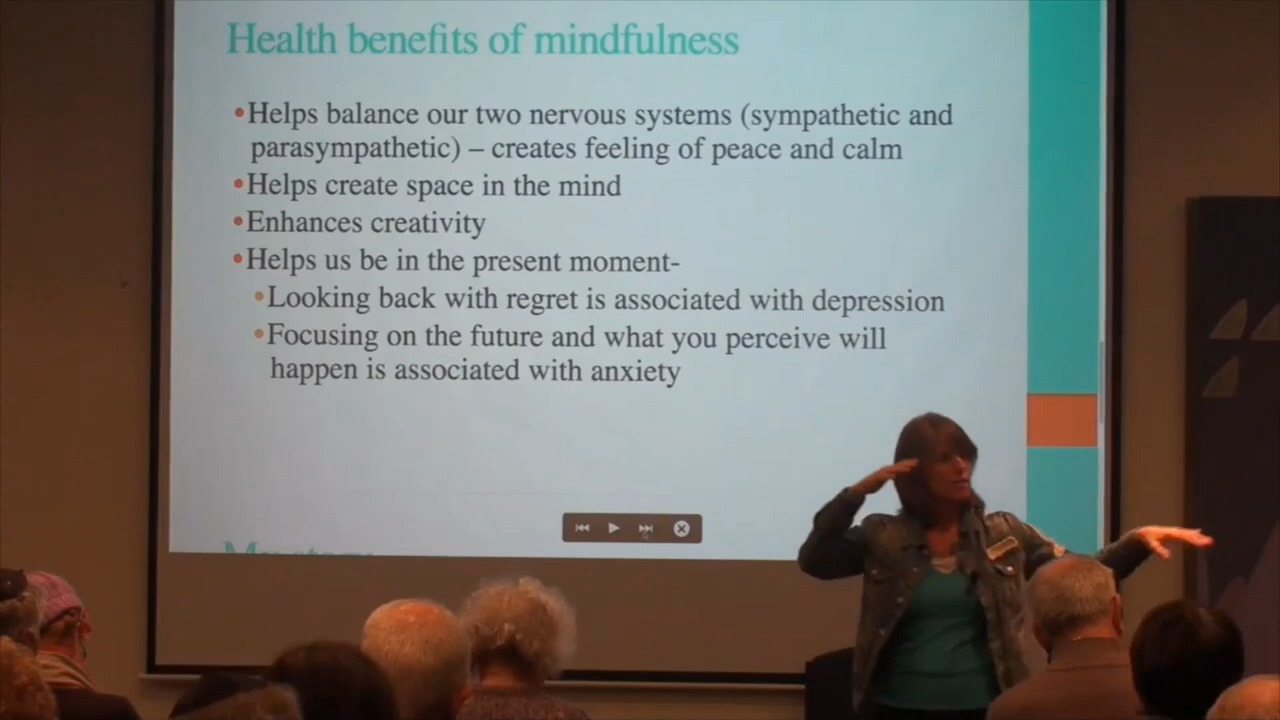 Health benefits of mindfulness
•Helps balance our two nervous systems (sympathetic and
parasympathetic) – creates feeling of peace and calm
•Helps create space in the mind
•Enhances creativity
•Helps us be in the present moment-
•Looking back with regret is associated with depression
•Focusing on the future and what you perceive will
happen is associated with anxiety